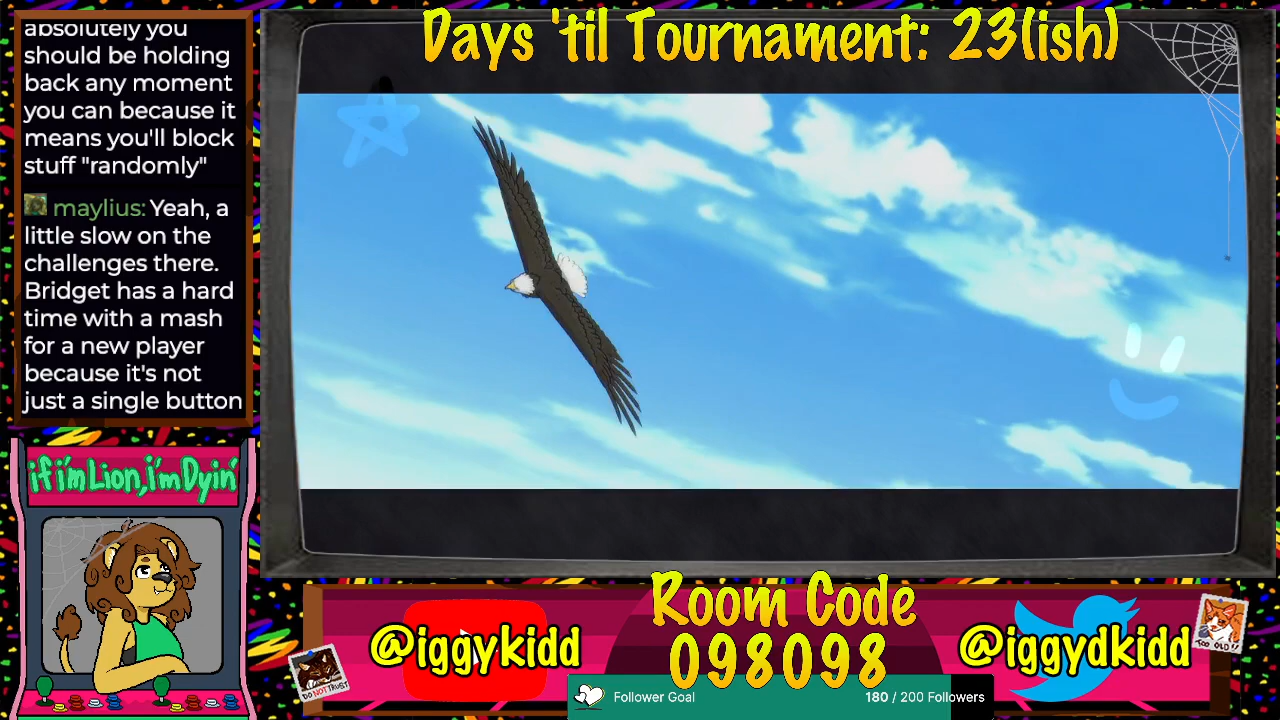 absolutely you
should be holding
back any moment
you can because it
means you'll block
stuff "randomly"
maylius: Yeah, a
little slow on the
challenges there.
Bridget has a hard
time with a mash
for a new player
because it's not
just a single button
Days 'til Tournament: 23(ish)
if i'm Lion, i'm Dyin'
DO NOT TRUST
@iggykidd
Room Code
098098
@iggydkidd
TOO OLD
Follower Goal
180 / 200 Followers